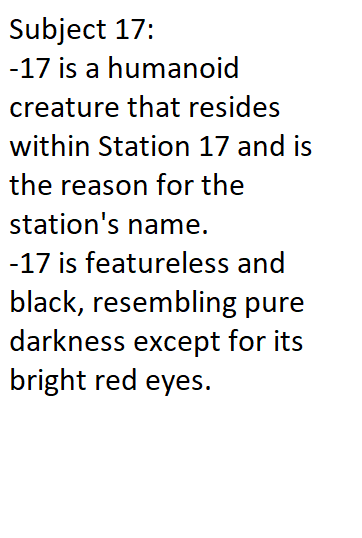 Subject 17:
-17 is a humanoid
creature that resides
within Station 17 and is
the reason for the
station's name.
-17 is featureless and
black, resembling pure
darkness except for its
bright red eyes.